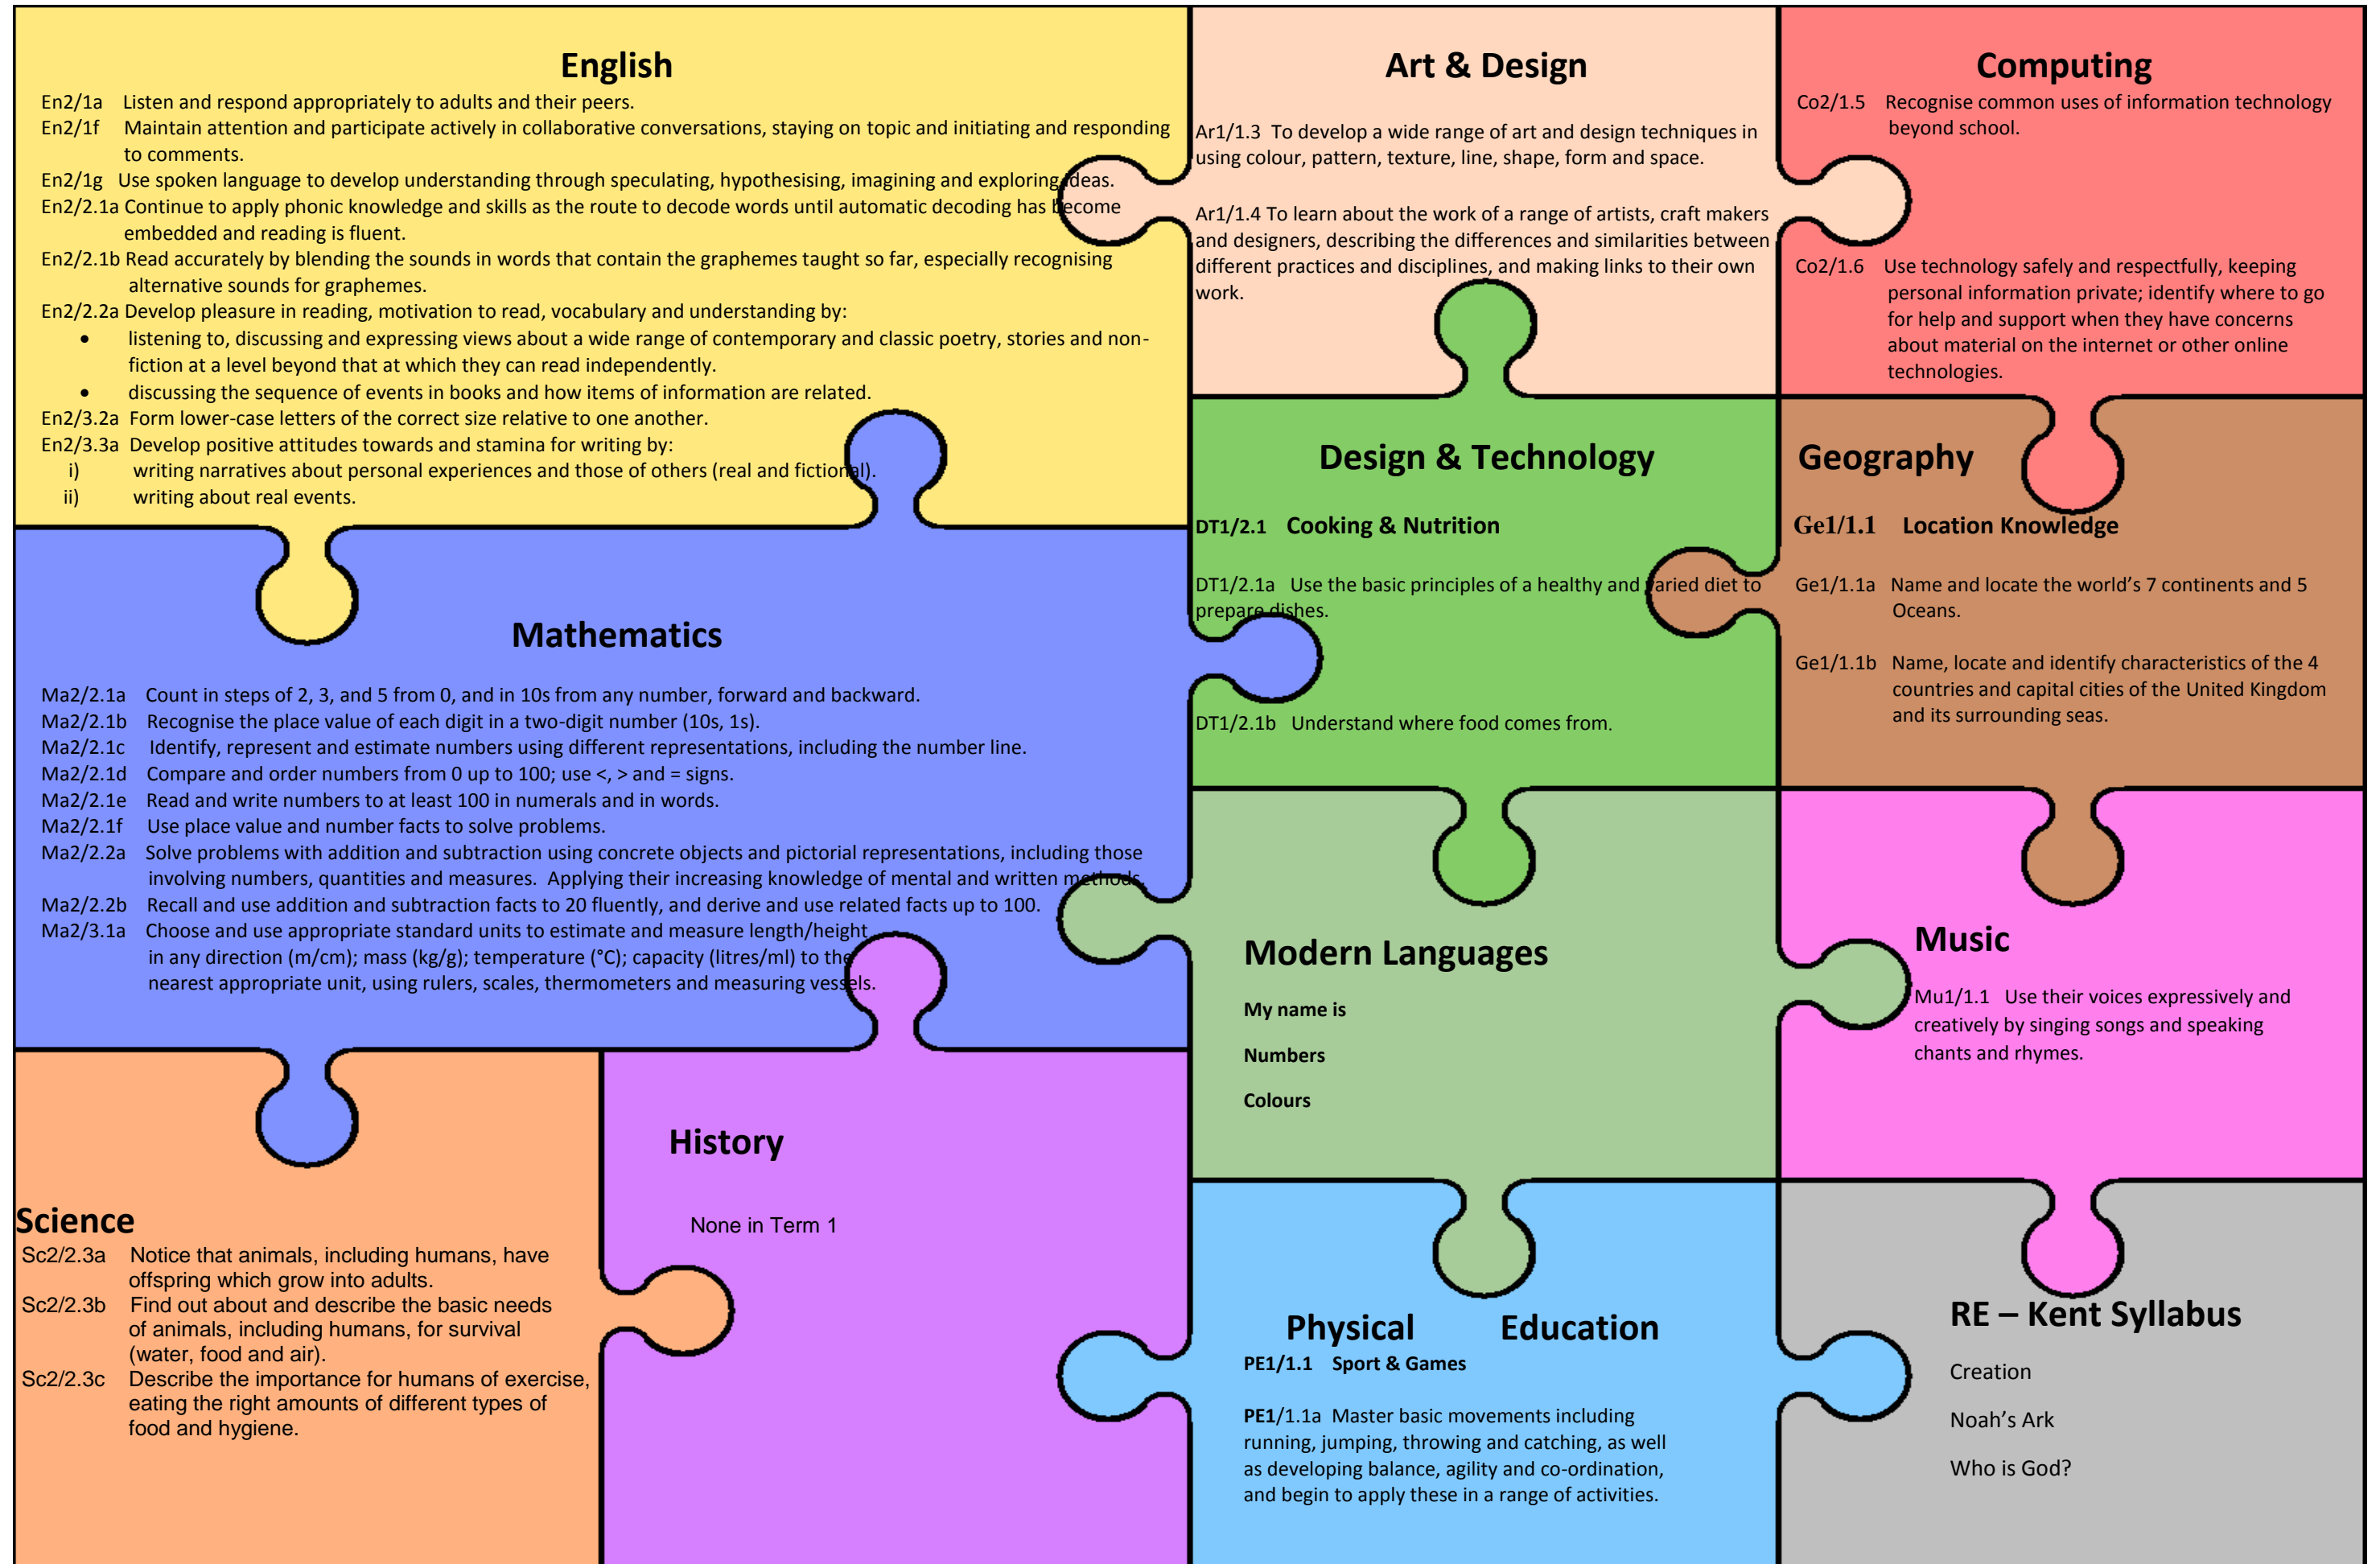 English
En2/1a Listen and respond appropriately to adults and their peers.
En2/1f Maintain attention and participate actively in collaborative conversations, staying on topic and initiating and responding
to comments.
En2/1g Use spoken language to develop understanding through speculating, hypothesising, imagining and exploring ideas.
En2/2.1a Continue to apply phonic knowledge and skills as the route to decode words until automatic decoding has become
embedded and reading is fluent.
En2/2.1b Read accurately by blending the sounds in words that contain the graphemes taught so far, especially recognising
alternative sounds for graphemes.
En2/2.2a Develop pleasure in reading, motivation to read, vocabulary and understanding by:
• listening to, discussing and expressing views about a wide range of contemporary and classic poetry, stories and non-
fiction at a level beyond that at which they can read independently.
• discussing the sequence of events in books and how items of information are related.
En2/3.2a Form lower-case letters of the correct size relative to one another.
En2/3.3a Develop positive attitudes towards and stamina for writing by:
i) writing narratives about personal experiences and those of others (real and fictional).
ii) writing about real events.
Art & Design
Ar1/1.3 To develop a wide range of art and design techniques in
using colour, pattern, texture, line, shape, form and space.
Ar1/1.4 To learn about the work of a range of artists, craft makers
and designers, describing the differences and similarities between
different practices and disciplines, and making links to their own
work.
Computing
Co2/1.5 Recognise common uses of information technology
beyond school.
Co2/1.6 Use technology safely and respectfully, keeping
personal information private; identify where to go
for help and support when they have concerns
about material on the internet or other online
technologies.
Design & Technology
DT1/2.1 Cooking & Nutrition
DT1/2.1a Use the basic principles of a healthy and varied diet to
prepare dishes.
DT1/2.1b Understand where food comes from.
Geography
Ge1/1.1 Location Knowledge
Ge1/1.1a Name and locate the world's 7 continents and 5
Oceans.
Ge1/1.1b Name, locate and identify characteristics of the 4
countries and capital cities of the United Kingdom
and its surrounding seas.
Mathematics
Ma2/2.1a Count in steps of 2, 3, and 5 from 0, and in 10s from any number, forward and backward.
Ma2/2.1b Recognise the place value of each digit in a two-digit number (10s, 1s).
Ma2/2.1c Identify, represent and estimate numbers using different representations, including the number line.
Ma2/2.1d Compare and order numbers from 0 up to 100; use <, > and = signs.
Ma2/2.1e Read and write numbers to at least 100 in numerals and in words.
Ma2/2.1f Use place value and number facts to solve problems.
Ma2/2.2a Solve problems with addition and subtraction using concrete objects and pictorial representations, including those
involving numbers, quantities and measures. Applying their increasing knowledge of mental and written methods.
Ma2/2.2b Recall and use addition and subtraction facts to 20 fluently, and derive and use related facts up to 100.
Ma2/3.1a Choose and use appropriate standard units to estimate and measure length/height
in any direction (m/cm); mass (kg/g); temperature (°C); capacity (litres/ml) to the
nearest appropriate unit, using rulers, scales, thermometers and measuring vessels.
Modern Languages
My name is
Numbers
Colours
Music
Mu1/1.1 Use their voices expressively and
creatively by singing songs and speaking
chants and rhymes.
Science
Sc2/2.3a Notice that animals, including humans, have
offspring which grow into adults.
Sc2/2.3b Find out about and describe the basic needs
of animals, including humans, for survival
(water, food and air).
Sc2/2.3c Describe the importance for humans of exercise,
eating the right amounts of different types of
food and hygiene.
History
None in Term 1
Physical Education
PE1/1.1 Sport & Games
PE1/1.1a Master basic movements including
running, jumping, throwing and catching, as well
as developing balance, agility and co-ordination,
and begin to apply these in a range of activities.
RE – Kent Syllabus
Creation
Noah's Ark
Who is God?